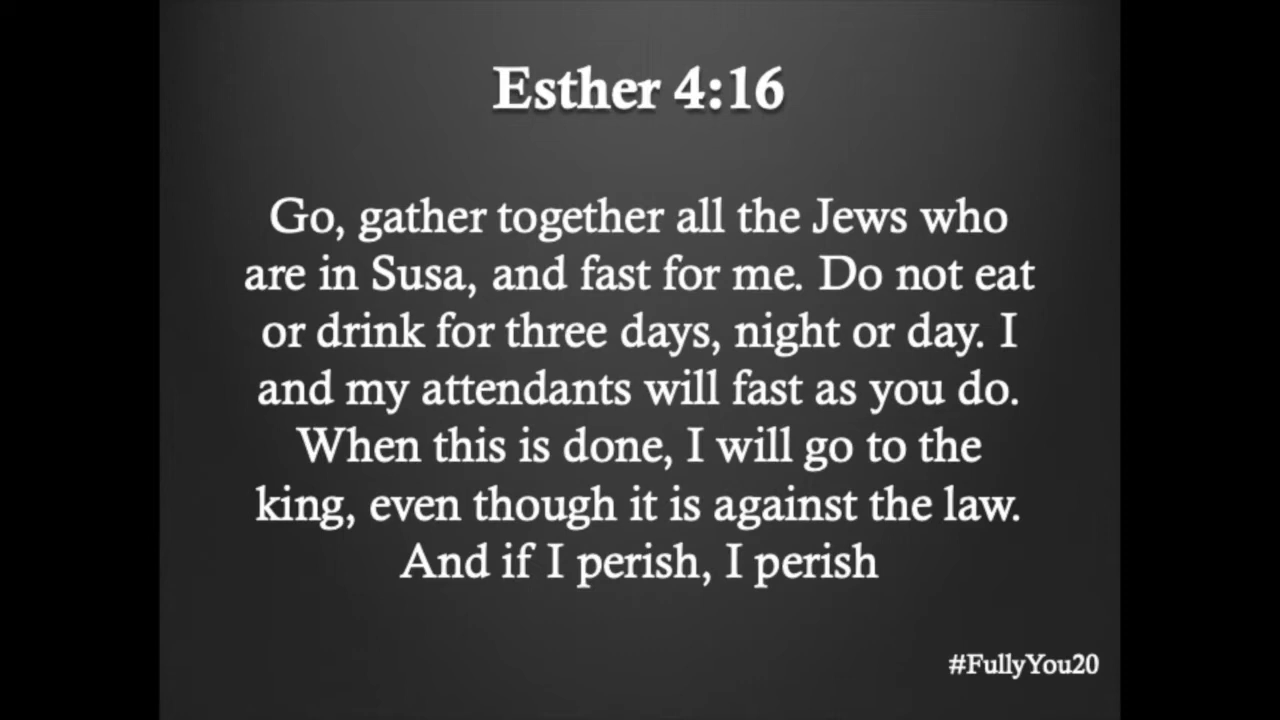 Esther 4:16
Go, gather together all the Jews who
are in Susa, and fast for me. Do not eat
or drink for three days, night or day. I
and my attendants will fast as you do.
When this is done, I will go to the
king, even though it is against the law.
And if I perish, I perish
#FullyYou20